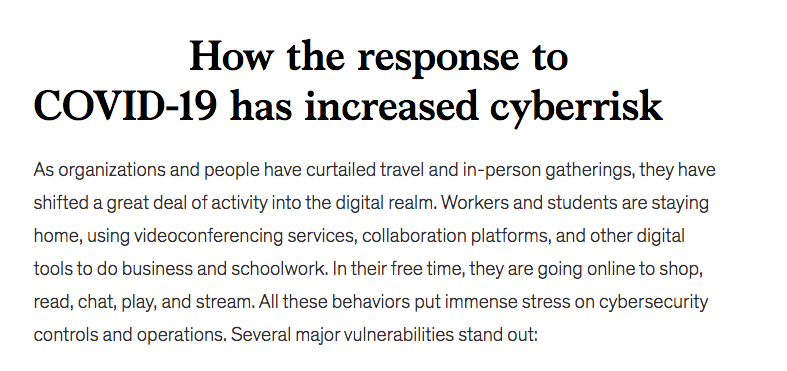 How the response to
COVID-19 has increased cyberrisk
As organizations and people have curtailed travel and in-person gatherings, they have
shifted a great deal of activity into the digital realm. Workers and students are staying
home, using videoconferencing services, collaboration platforms, and other digital
tools to do business and schoolwork. In their free time, they are going online to shop,
read, chat, play, and stream. All these behaviors put immense stress on cybersecurity
controls and operations. Several major vulnerabilities stand out: